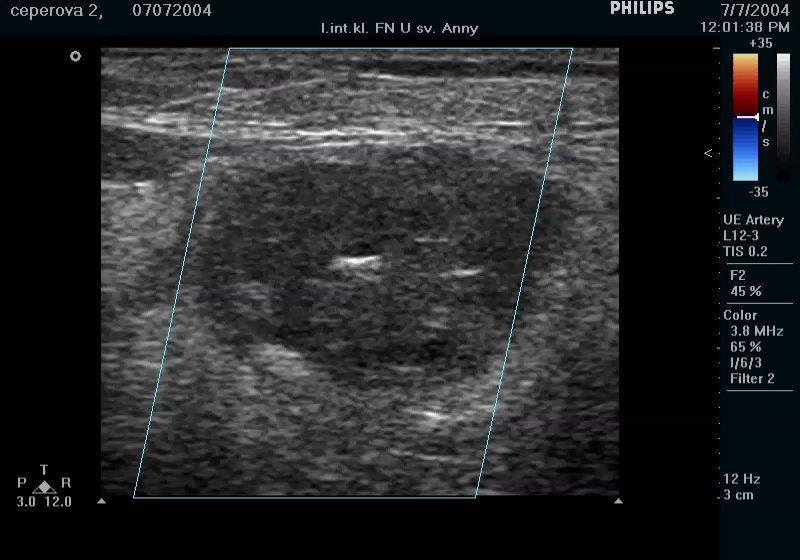 ceperova 2, 07072004
PHILIPS
7/7/2004
I.int.kl. FN U sv. Anny
12:01:38 PM
+35
c
m
/
s
-35
<
UE Artery
L12-3
TIS 0.2
F2
45 %
Color
3.8 MHz
65 %
I/6/3
Filter 2
T
P R
3.0 12.0
12 Hz
3 cm